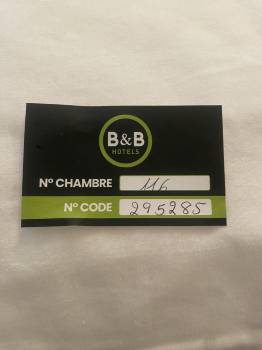 B&B
HOTELS
Nº CHAMBRE 116
Nº CODE 295285